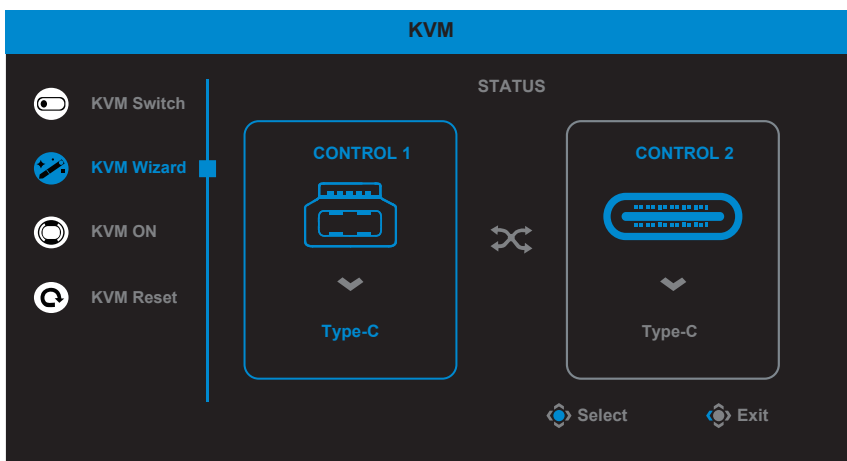 KVM
STATUS
KVM Switch
KVM Wizard
KVM ON
KVM Reset
CONTROL 1
Type-C
CONTROL 2
Type-C
Select
Exit